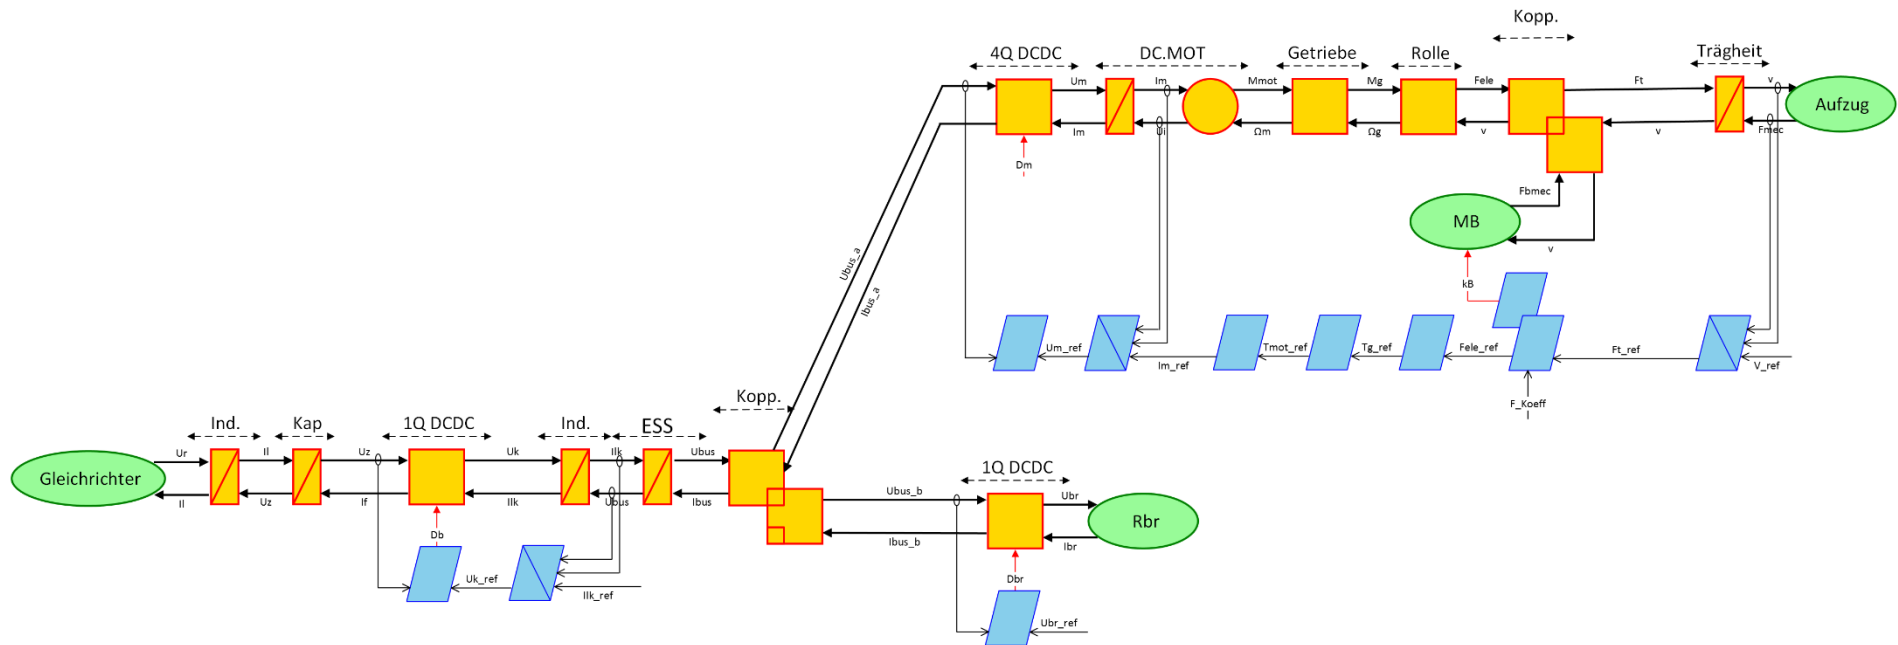 Kopp.
4Q DCDC
DC.MOT
Getriebe
Rolle
Trägheit
Um
Im
Mmot
Mg
Fele
Ft
v
Aufzug
Im
Ui
Ωm
Ωg
v
v
Fmec
Dm
Fbmec
MB
v
kB
Ubus_a
Ibus_a
Um_ref
Im_ref
Tmot_ref
Tg_ref
Fele_ref
Ft_ref
V_ref
F_Koeff
Kopp.
Ind.
Kap
1Q DCDC
Ind.
ESS
Ur
Il
Uz
Uk
Ilk
Ubus
Gleichrichter
Il
Uz
If
Ilk
Ubus
Ibus
1Q DCDC
Ubus_b
Ubr
Rbr
Ibus_b
Ibr
Db
Uk_ref
Ilk_ref
Dbr
Ubr_ref